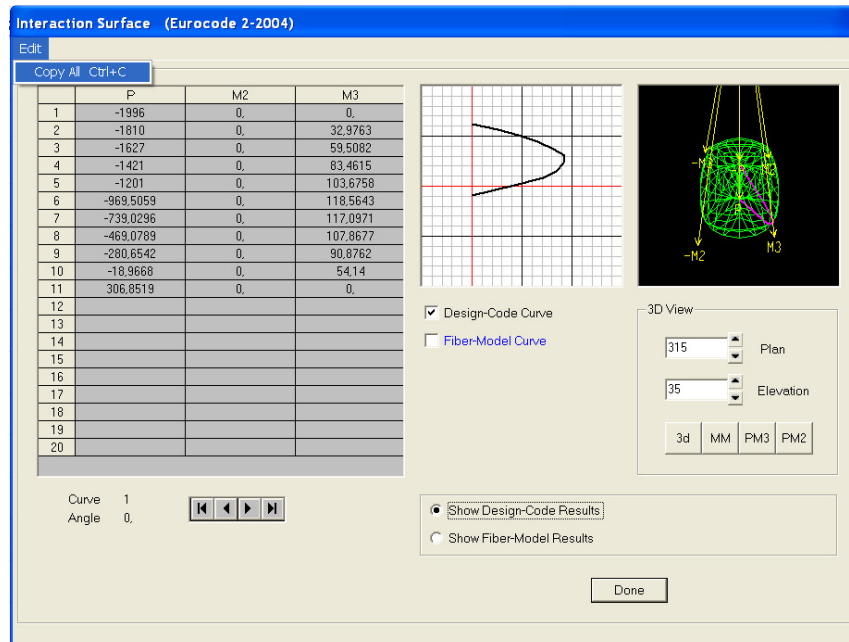 Interaction Surface (Eurocode 2-2004)
Edit
Copy All Ctrl+C
P M2 M3
1 -1996 0, 0,
2 -1810 0, 32,9763
3 -1627 0, 59,5082
4 -1421 0, 83,4615
5 -1201 0, 103,6758
6 -969,5059 0, 118,5643
7 -739,0296 0, 117,0971
8 -469,0789 0, 107,8677
9 -280,6542 0, 90,8762
10 -18,9668 0, 54,14
11 306,8519 0, 0,
12
13
14
15
16
17
18
19
20
Curve 1
Angle 0,
Design-Code Curve
Fiber-Model Curve
-M2
M3
3D View
315 Plan
35 Elevation
3d MM PM3 PM2
Show Design-Code Results
Show Fiber-Model Results
Done